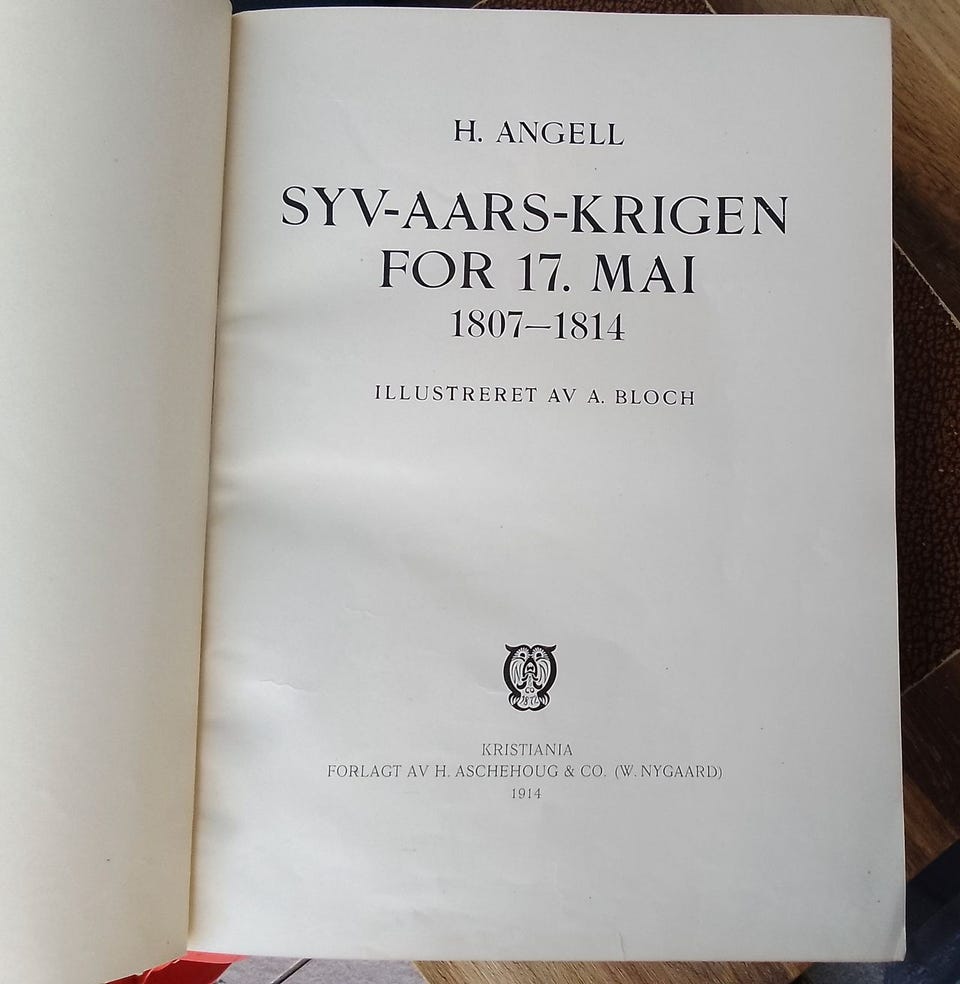 H. ANGELL
SYV-AARS-KRIGEN
FOR 17. MAI
1807—1814
ILLUSTRERET AV A. BLOCH
KRISTIANIA
FORLAGT AV H. ASCHEHOUG & CO. (W. NYGAARD)
1914